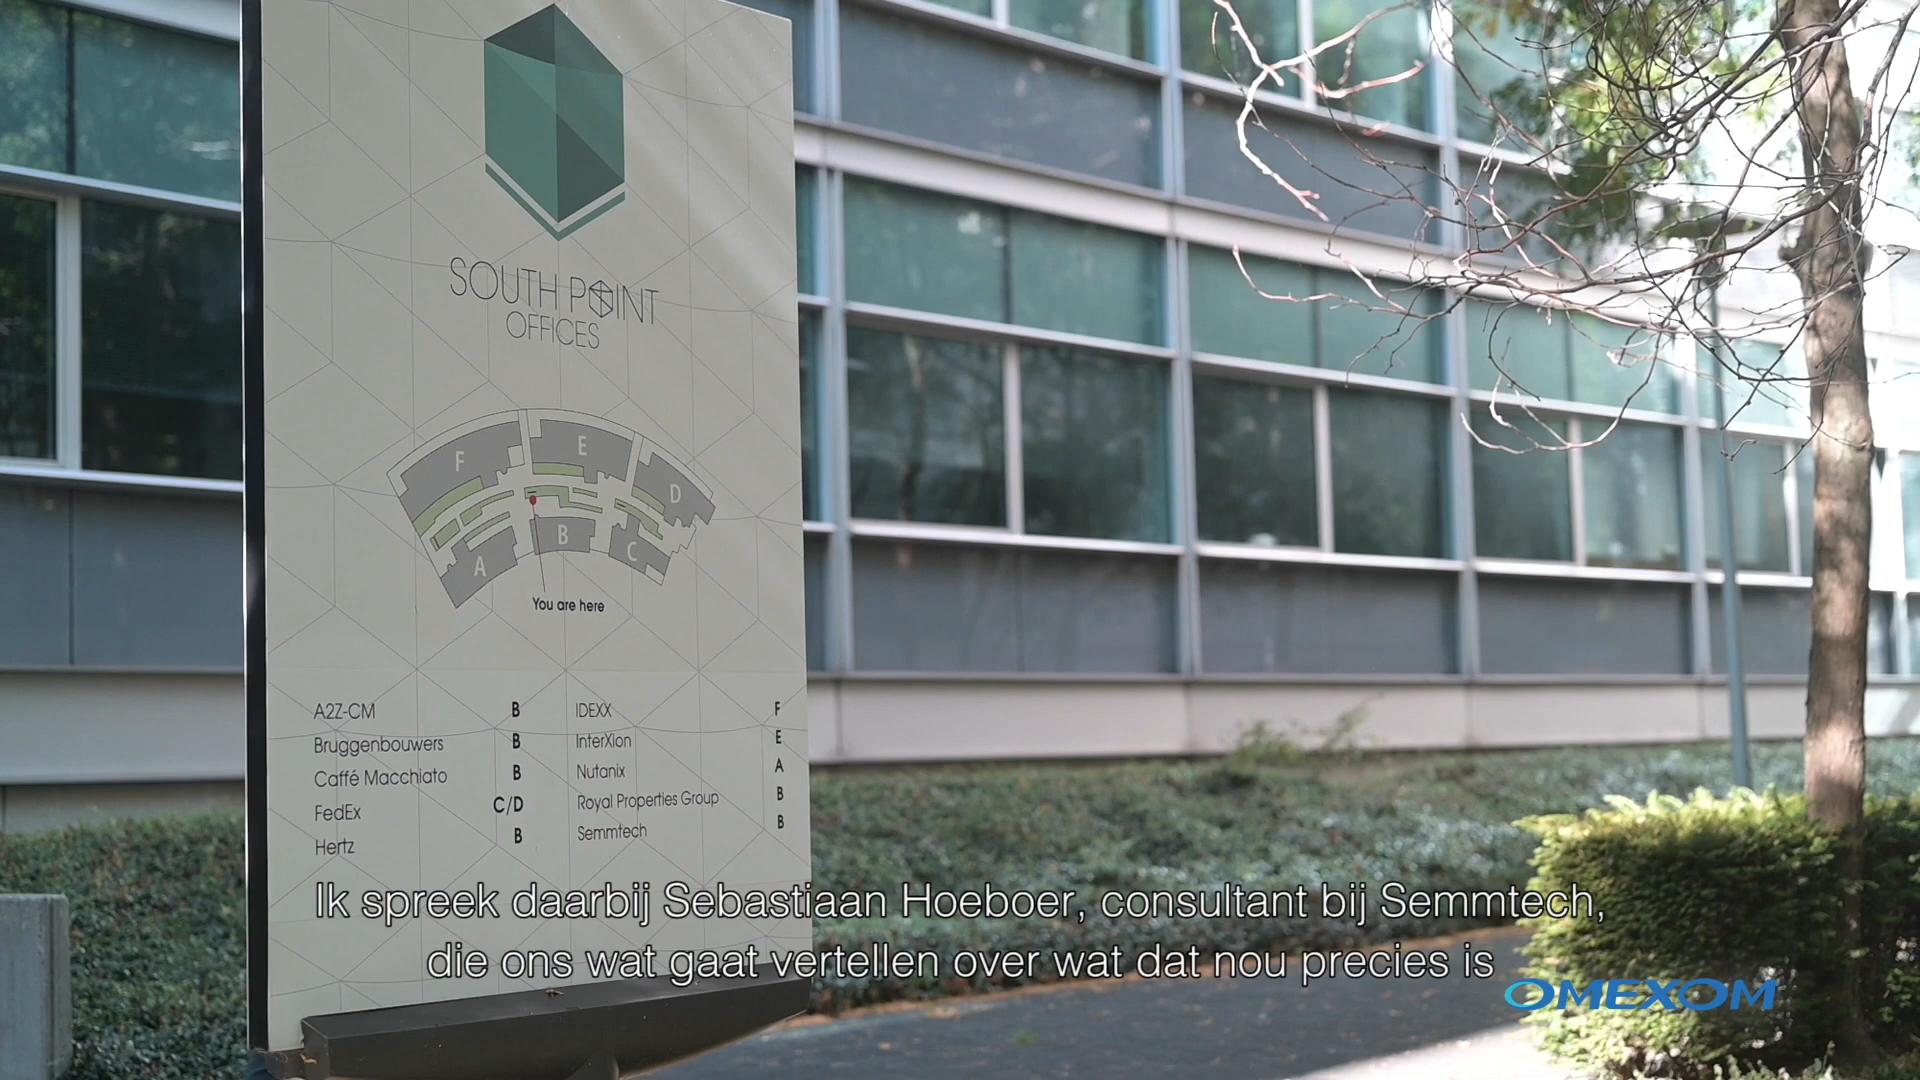 SOUTH POINT
OFFICES
F
E
D
A
B
C
You are here
A2Z-CM B
Bruggenbouwers B
Caffé Macchiato B
FedEx C/D
Hertz B
IDEXX F
InterXion E
Nutanix A
Royal Properties Group B
Semmtech B
Ik spreek daarbij Sebastiaan Hoeboer, consultant bij Semmtech,
die ons wat gaat vertellen over wat dat nou precies is
OMEXOM